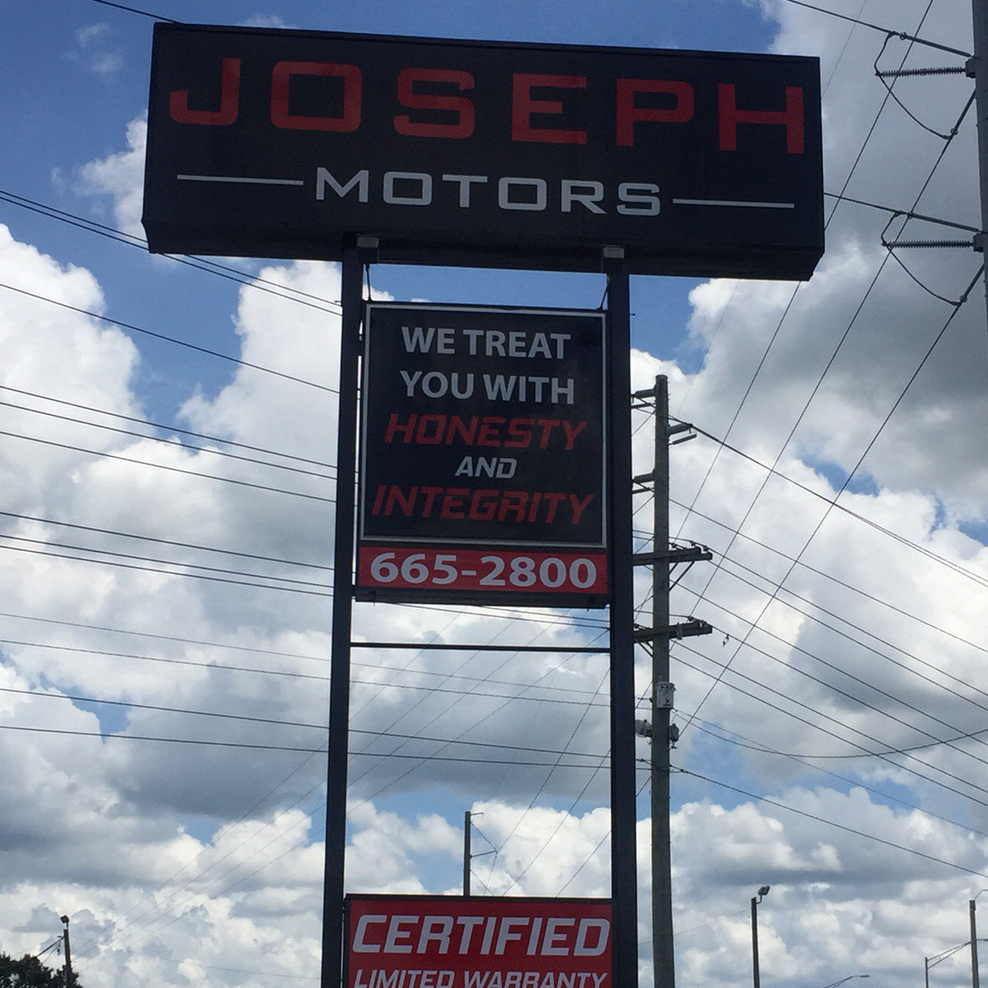 JOSEPH
MOTORS
WE TREAT
YOU WITH
HONESTY
AND
INTEGRITY
665-2800
CERTIFIED
LIMITED WARRANTY